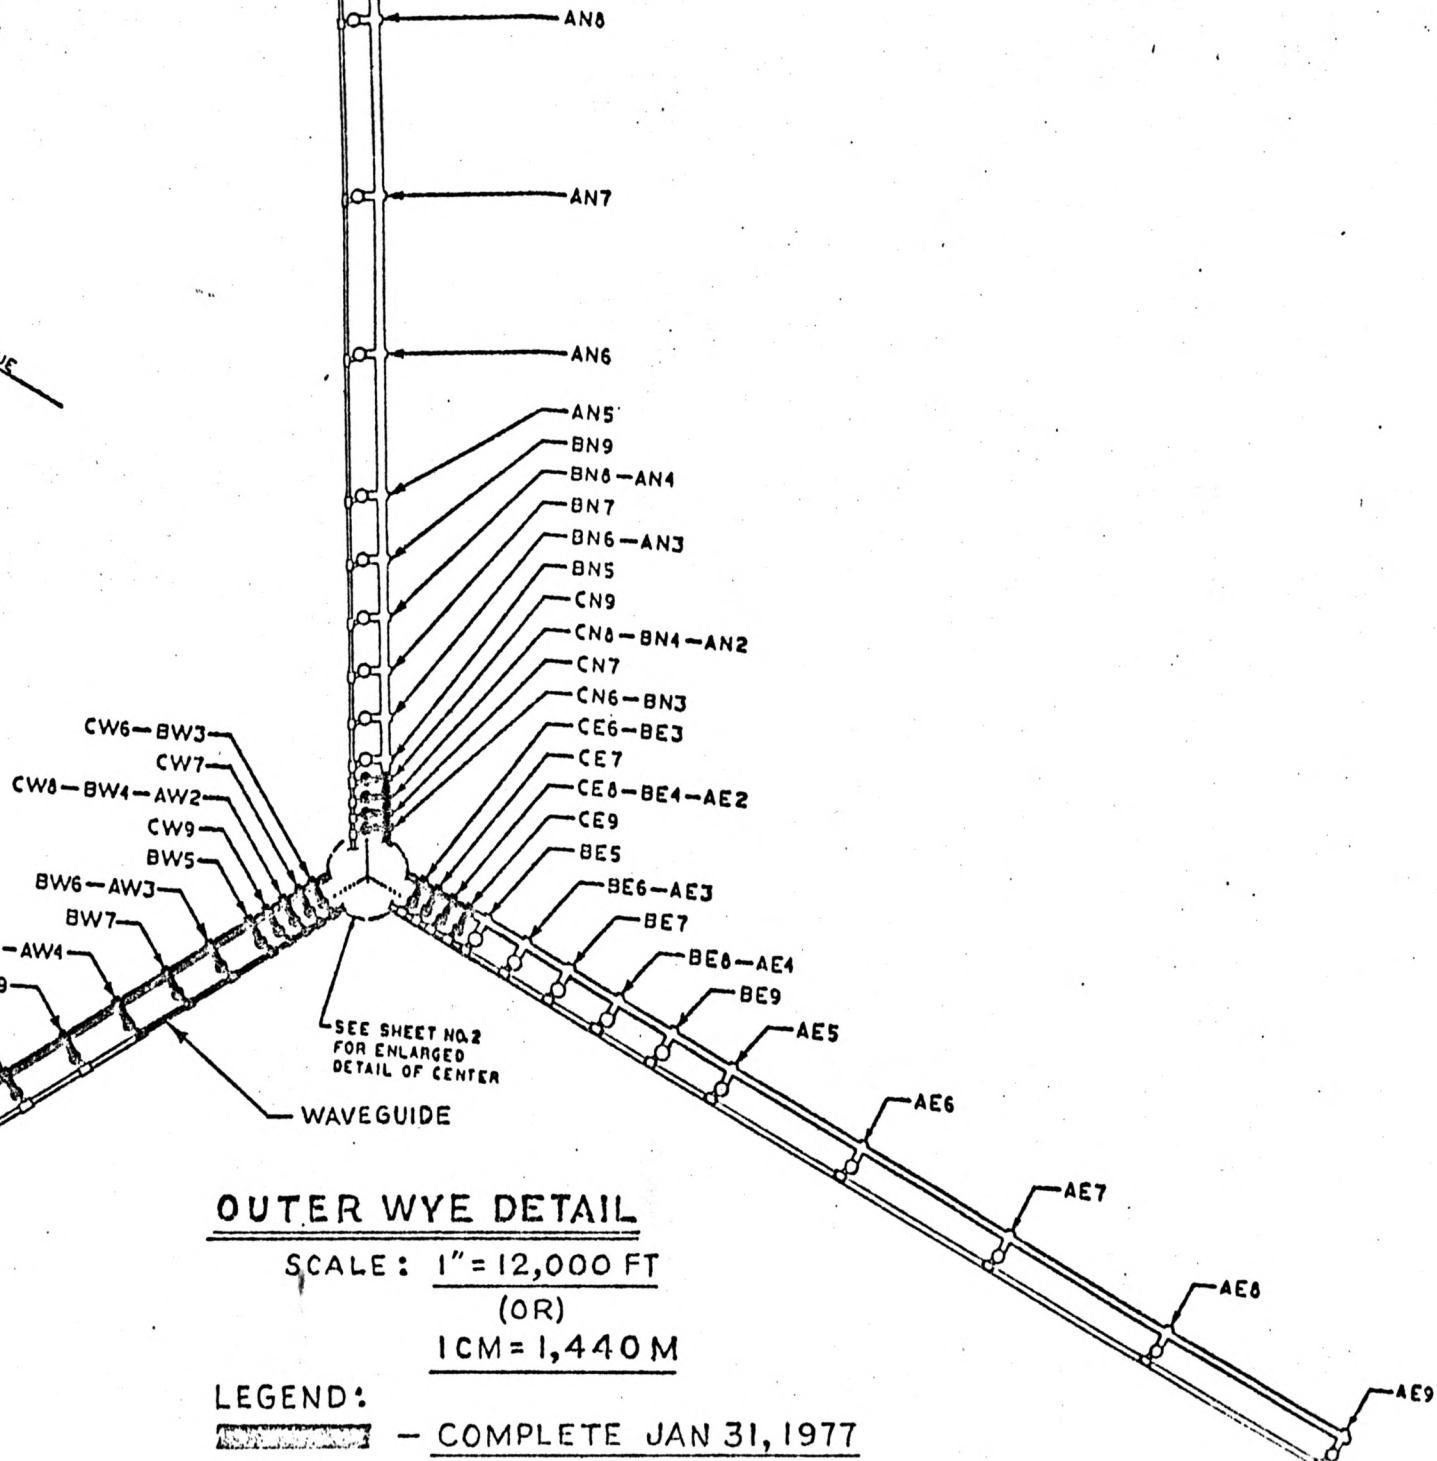 AN8
AN7
AN6
AN5
BN9
BN8-AN4
BN7
BN6-AN3
BN5
CN9
CN8-BN4-AN2
CN7
CN6-BN3
CE6-BE3
CE7
CE8-BE4-AE2
CE9
BE5
BE6-AE3
BE7
BE8-AE4
BE9
AE5
AE6
AE7
AE8
AE9
CW6-BW3
CW7
CW8-BW4-AW2
CW9
BW5
BW6-AW3
BW7
-AW4
9
SEE SHEET NO.2
FOR ENLARGED
DETAIL OF CENTER
WAVEGUIDE
OUTER WYE DETAIL
SCALE: 1"=12,000 FT
(OR)
1CM=1,440M
LEGEND:
- COMPLETE JAN 31, 1977